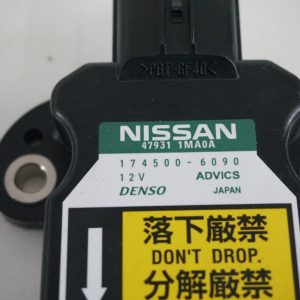 >PBT-GF40<
NISSAN
47931 1MA0A
174500-6090
12V ADVICS
DENSO JAPAN
落下厳禁
DON'T DROP.
分解厳禁